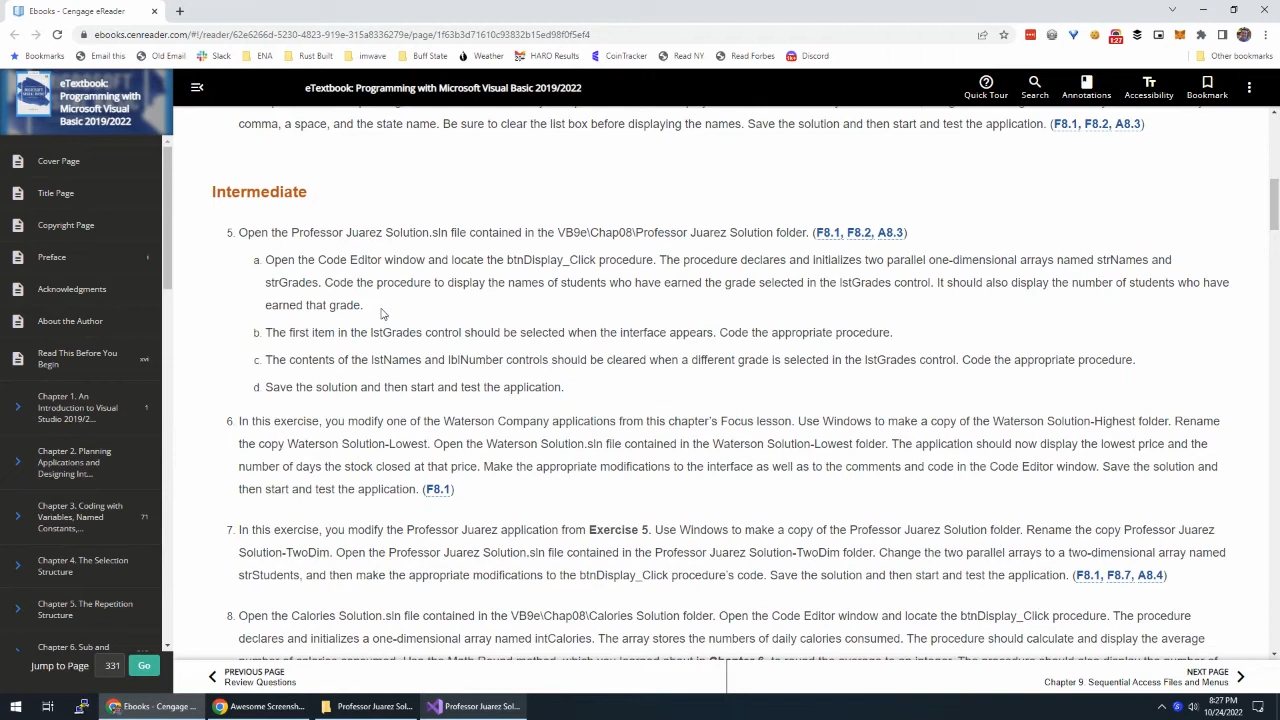 Ebooks - Cengage eReader
ebooks.cenreader.com/#!/reader/62e6266d-5230-4823-919e-315a8336279e/page/1f63b3d71610c93832b15ed98f0f5ef4
Bookmarks
Email this
Old Email
Slack
ENA
Rust Built
imwave
Buff State
Weather
HARO Results
CoinTracker
Read NY
Read Forbes
Discord
Other bookmarks
1:27
eTextbook:
Programming with
Microsoft Visual
Basic 2019/2022
eTextbook: Programming with Microsoft Visual Basic 2019/2022
Quick Tour
Search
Annotations
Accessibility
Bookmark
Cover Page
Title Page
Copyright Page
Preface i
Acknowledgments
About the Author
Read This Before You
Begin xvi
Chapter 1. An
Introduction to Visual 1
Studio 2019/2...
Chapter 2. Planning
Applications and
Designing Int...
Chapter 3. Coding with
Variables, Named 71
Constants,...
Chapter 4. The Selection
Structure
Chapter 5. The Repetition
Structure
Chapter 6. Sub and
Jump to Page 331 Go
comma, a space, and the state name. Be sure to clear the list box before displaying the names. Save the solution and then start and test the application. (F8.1, F8.2, A8.3)
Intermediate
5. Open the Professor Juarez Solution.sln file contained in the VB9e\Chap08\Professor Juarez Solution folder. (F8.1, F8.2, A8.3)
a. Open the Code Editor window and locate the btnDisplay_Click procedure. The procedure declares and initializes two parallel one-dimensional arrays named strNames and
strGrades. Code the procedure to display the names of students who have earned the grade selected in the lstGrades control. It should also display the number of students who have
earned that grade.
b. The first item in the lstGrades control should be selected when the interface appears. Code the appropriate procedure.
c. The contents of the lstNames and lblNumber controls should be cleared when a different grade is selected in the lstGrades control. Code the appropriate procedure.
d. Save the solution and then start and test the application.
6. In this exercise, you modify one of the Waterson Company applications from this chapter's Focus lesson. Use Windows to make a copy of the Waterson Solution-Highest folder. Rename
the copy Waterson Solution-Lowest. Open the Waterson Solution.sln file contained in the Waterson Solution-Lowest folder. The application should now display the lowest price and the
number of days the stock closed at that price. Make the appropriate modifications to the interface as well as to the comments and code in the Code Editor window. Save the solution and
then start and test the application. (F8.1)
7. In this exercise, you modify the Professor Juarez application from Exercise 5. Use Windows to make a copy of the Professor Juarez Solution folder. Rename the copy Professor Juarez
Solution-TwoDim. Open the Professor Juarez Solution.sln file contained in the Professor Juarez Solution-TwoDim folder. Change the two parallel arrays to a two-dimensional array named
strStudents, and then make the appropriate modifications to the btnDisplay_Click procedure's code. Save the solution and then start and test the application. (F8.1, F8.7, A8.4)
8. Open the Calories Solution.sln file contained in the VB9e\Chap08\Calories Solution folder. Open the Code Editor window and locate the btnDisplay_Click procedure. The procedure
declares and initializes a one-dimensional array named intCalories. The array stores the numbers of daily calories consumed. The procedure should calculate and display the average
PREVIOUS PAGE
Review Questions
NEXT PAGE
Chapter 9. Sequential Access Files and Menus
Ebooks - Cengage ...
Awesome Screensh...
Professor Juarez Sol...
Professor Juarez Sol...
8:27 PM
10/24/2022